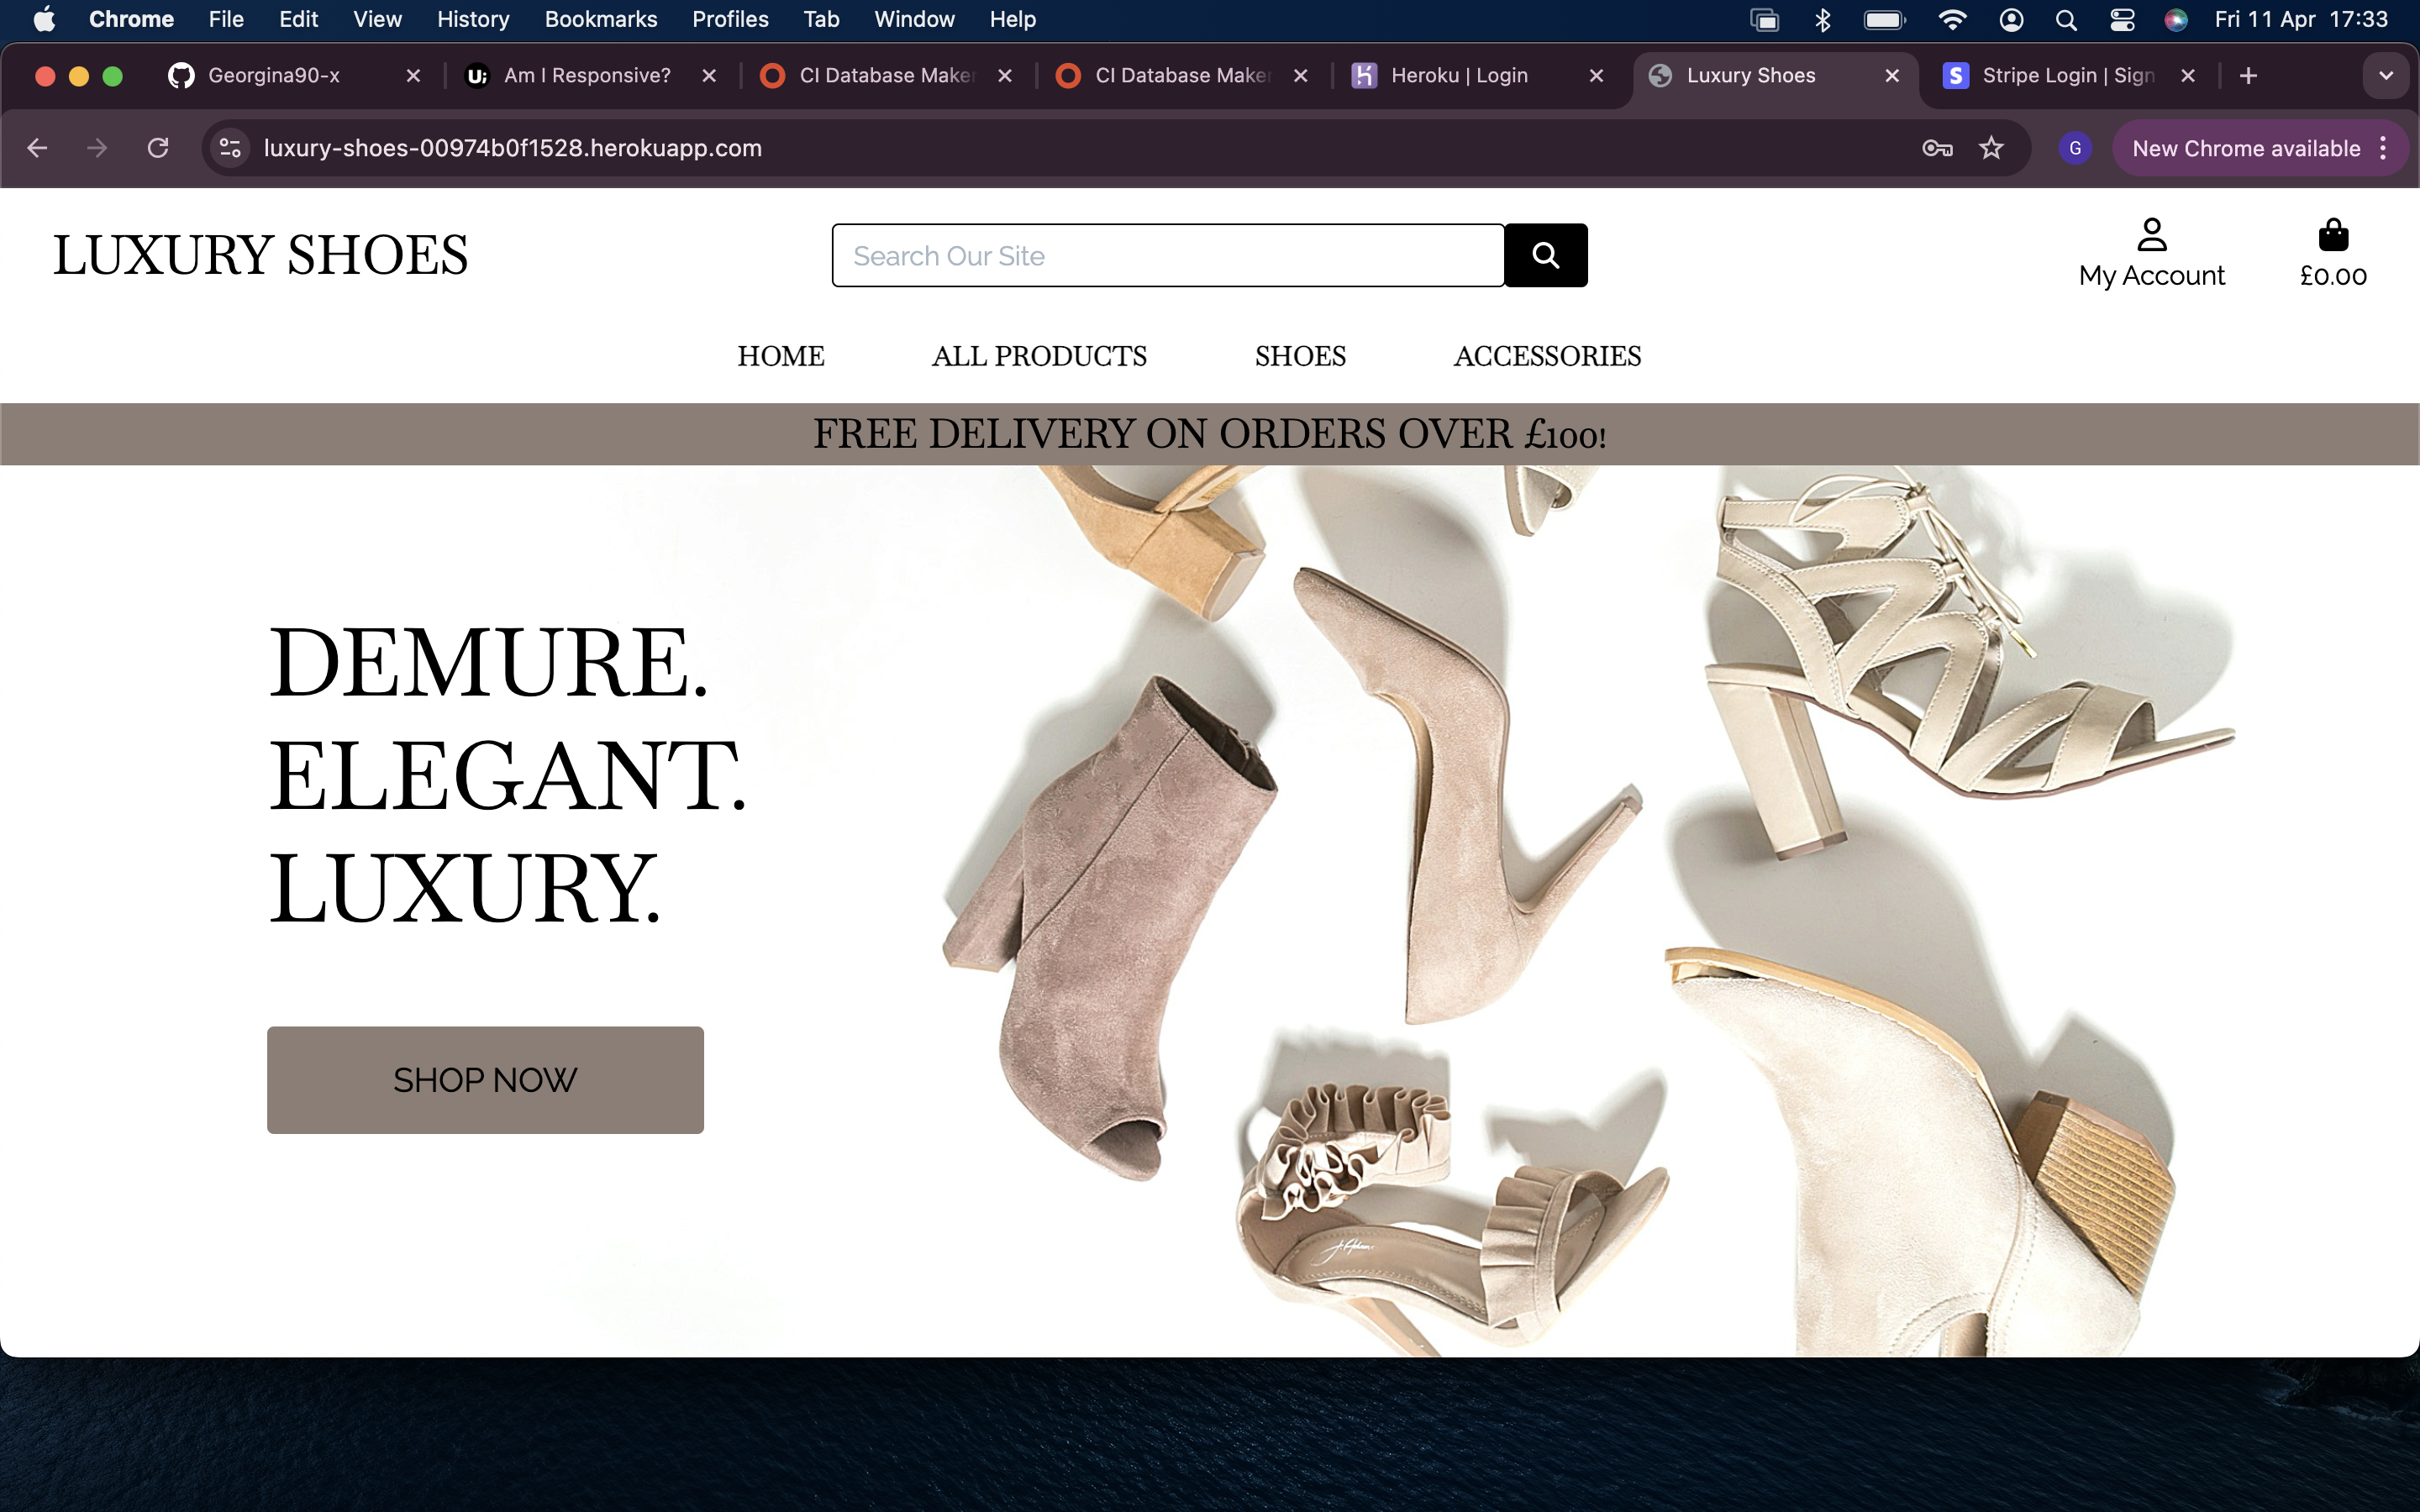 Chrome File Edit View History Bookmarks Profiles Tab Window Help Fri 11 Apr 17:33
Georgina90-x Am I Responsive? CI Database Maker CI Database Maker Heroku | Login Luxury Shoes Stripe Login | Sign
luxury-shoes-00974b0f1528.herokuapp.com G New Chrome available
LUXURY SHOES Search Our Site My Account £0.00
HOME ALL PRODUCTS SHOES ACCESSORIES
FREE DELIVERY ON ORDERS OVER £100!
DEMURE.
ELEGANT.
LUXURY.
SHOP NOW